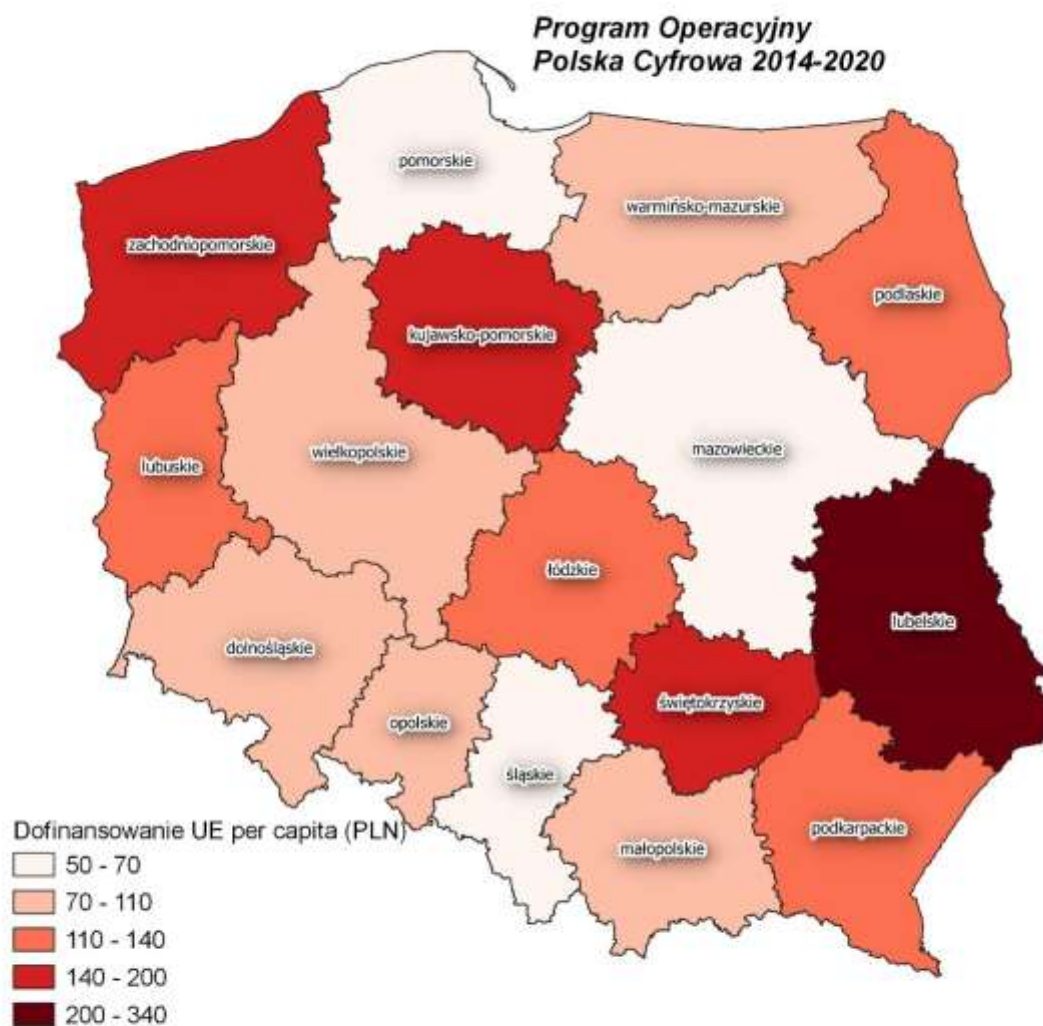 Program Operacyjny
Polska Cyfrowa 2014-2020
pomorskie
warmińsko-mazurskie
zachodniopomorskie
podlaskie
kujawsko-pomorskie
wielkopolskie
mazowieckie
lubuskie
łódzkie
lubelskie
dolnośląskie
świętokrzyskie
opolskie
śląskie
podkarpackie
małopolskie
Dofinansowanie UE per capita (PLN)
50 - 70
70 - 110
110 - 140
140 - 200
200 - 340